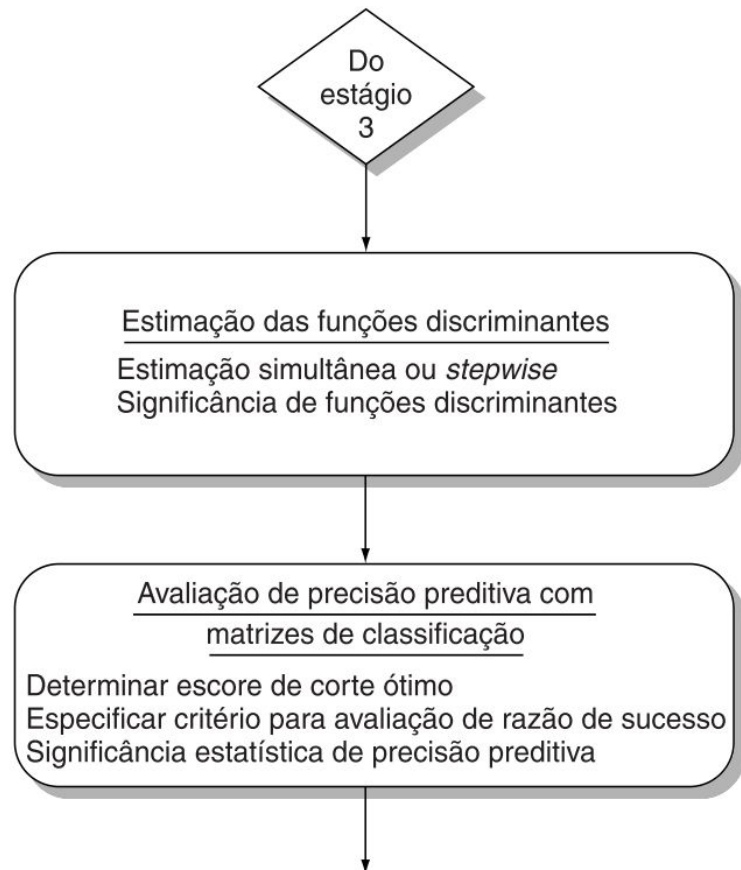 Do
estágio
3
Estimação das funções discriminantes
Estimação simultânea ou stepwise
Significância de funções discriminantes
Avaliação de precisão preditiva com
matrizes de classificação
Determinar escore de corte ótimo
Especificar critério para avaliação de razão de sucesso
Significância estatística de precisão preditiva